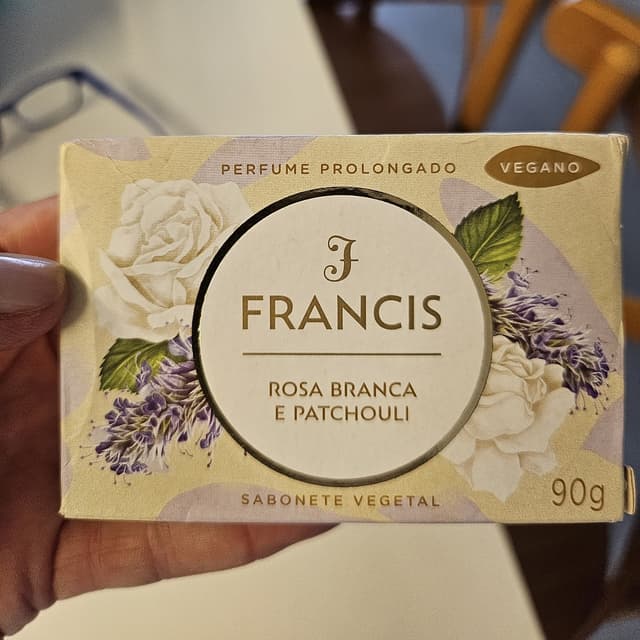 PERFUME PROLONGADO
VEGANO
F
FRANCIS
ROSA BRANCA
E PATCHOULI
SABONETE VEGETAL
90g